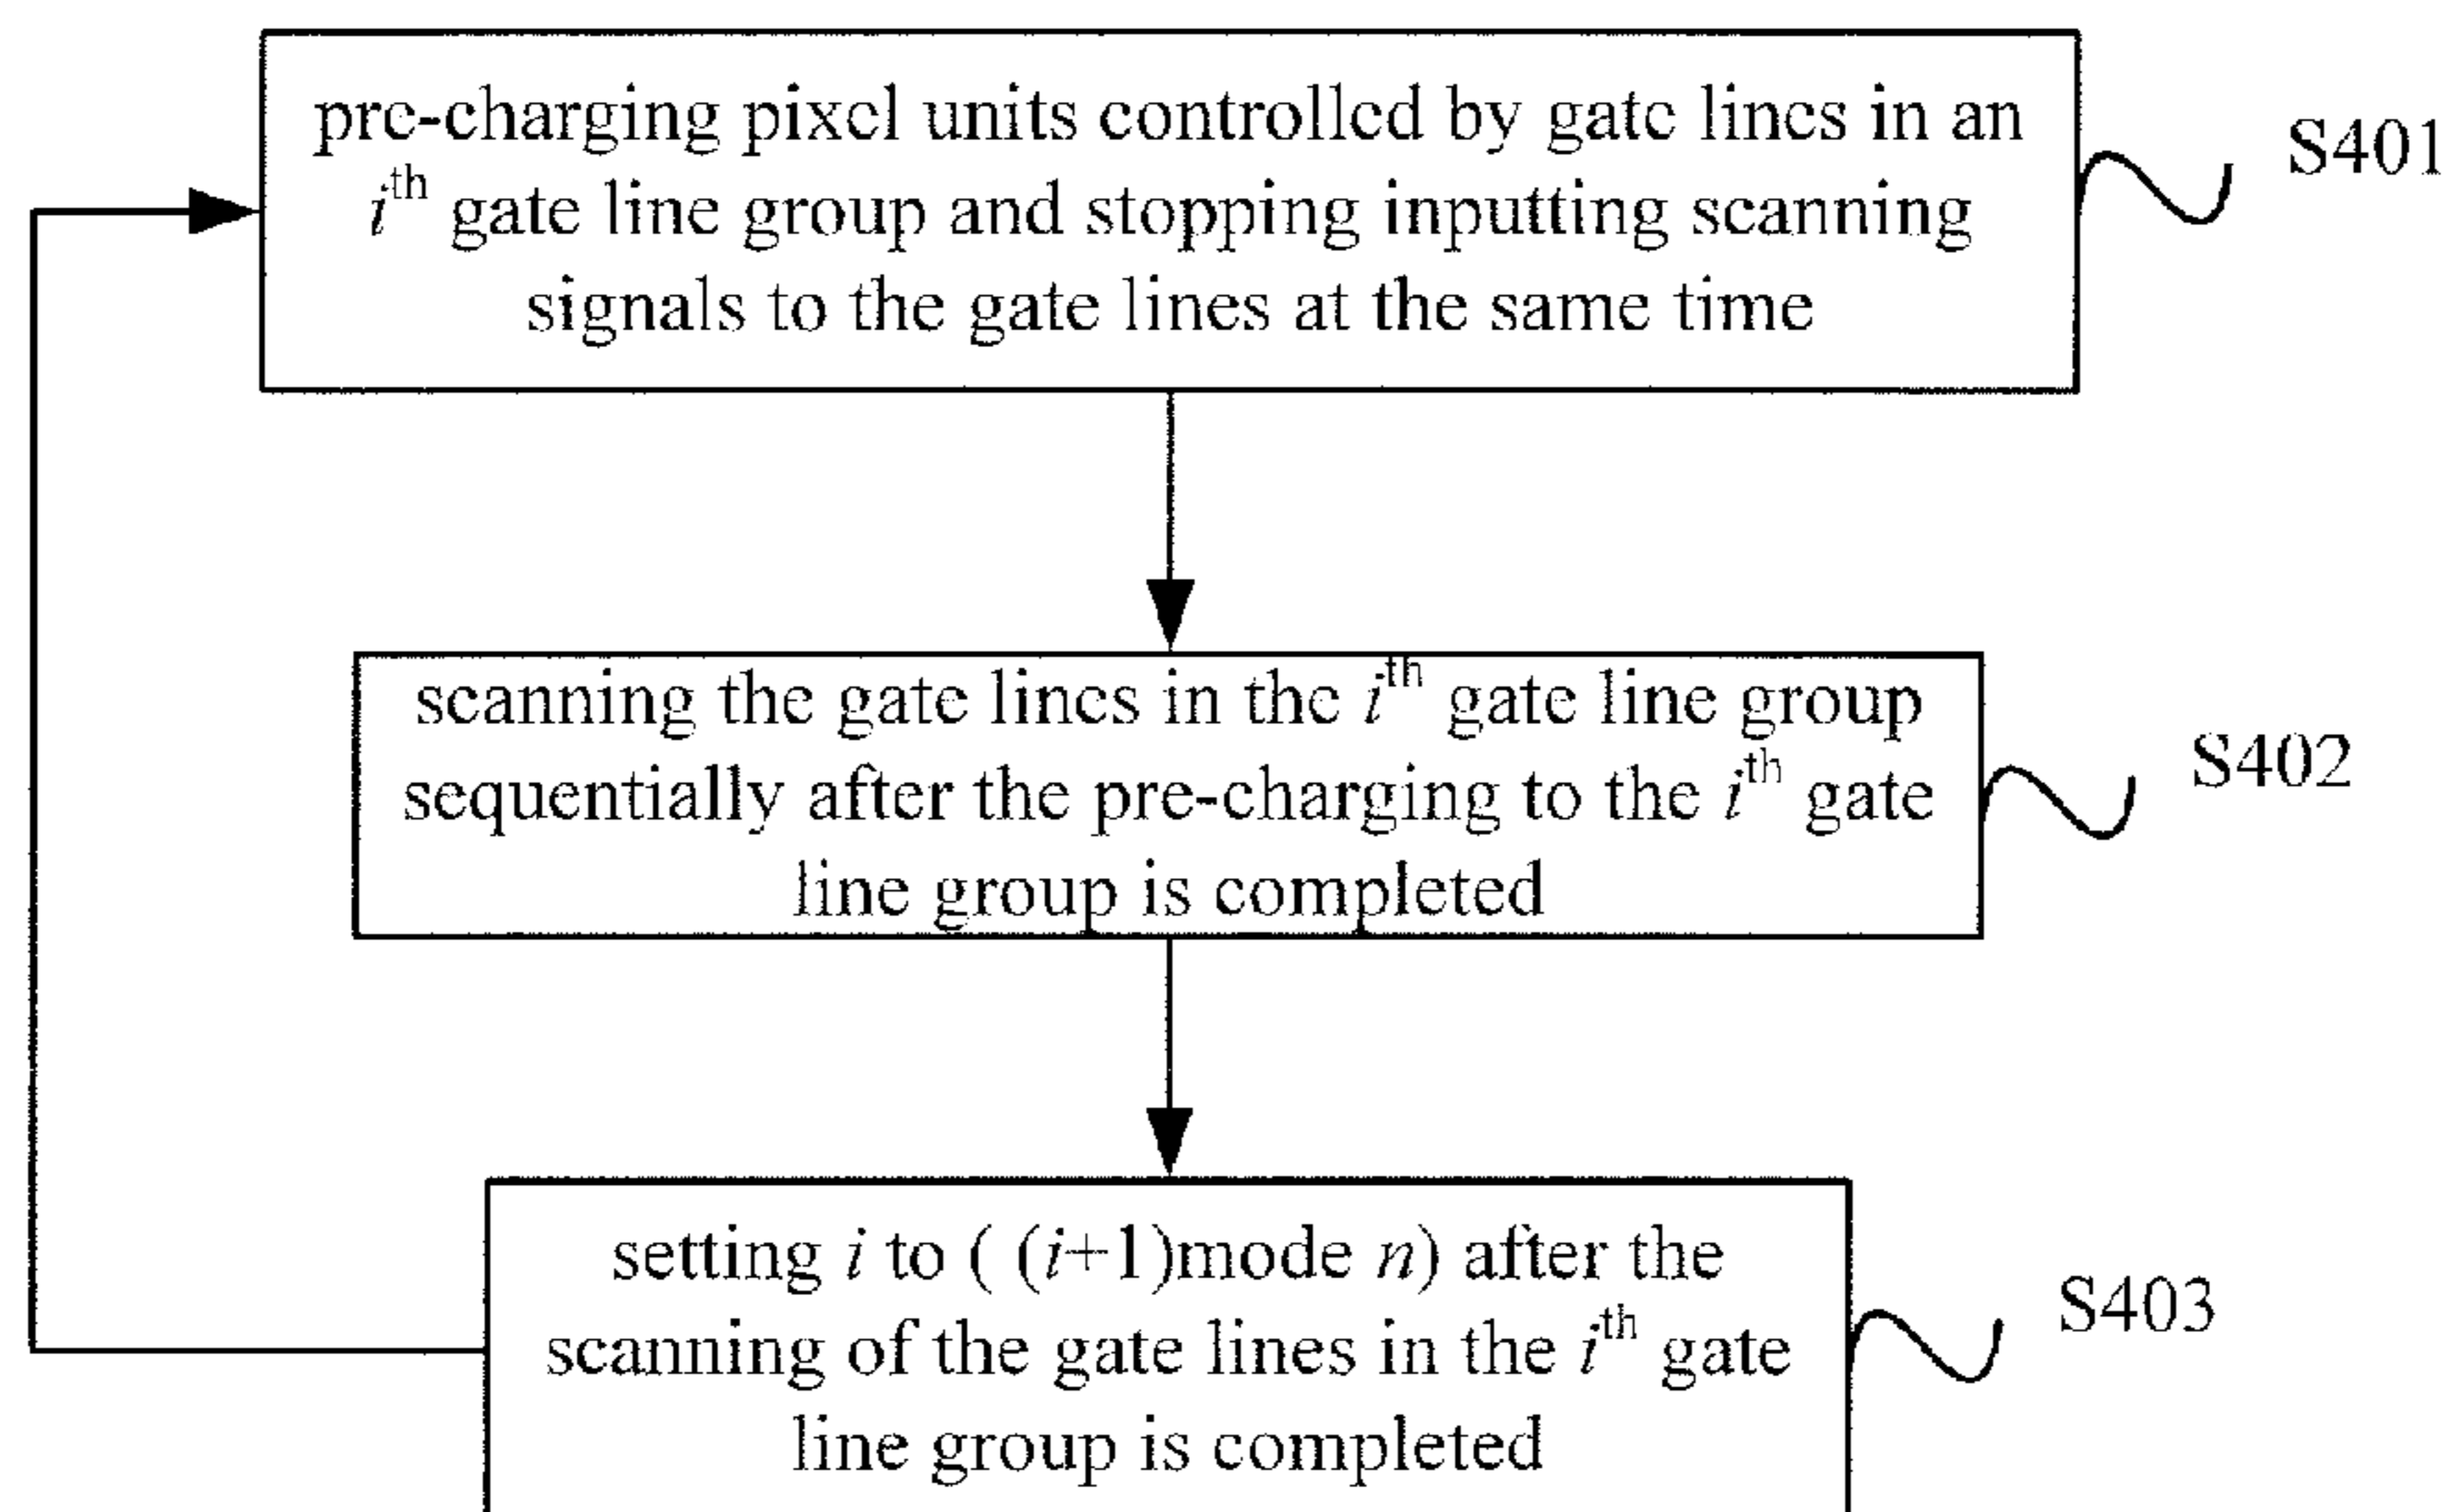 pre-charging pixel units controlled by gate lines in an
i^th gate line group and stopping inputting scanning
signals to the gate lines at the same time
S401
scanning the gate lines in the i^th gate line group
sequentially after the pre-charging to the i^th gate
line group is completed
S402
setting i to ( (i+1)mode n) after the
scanning of the gate lines in the i^th gate
line group is completed
S403